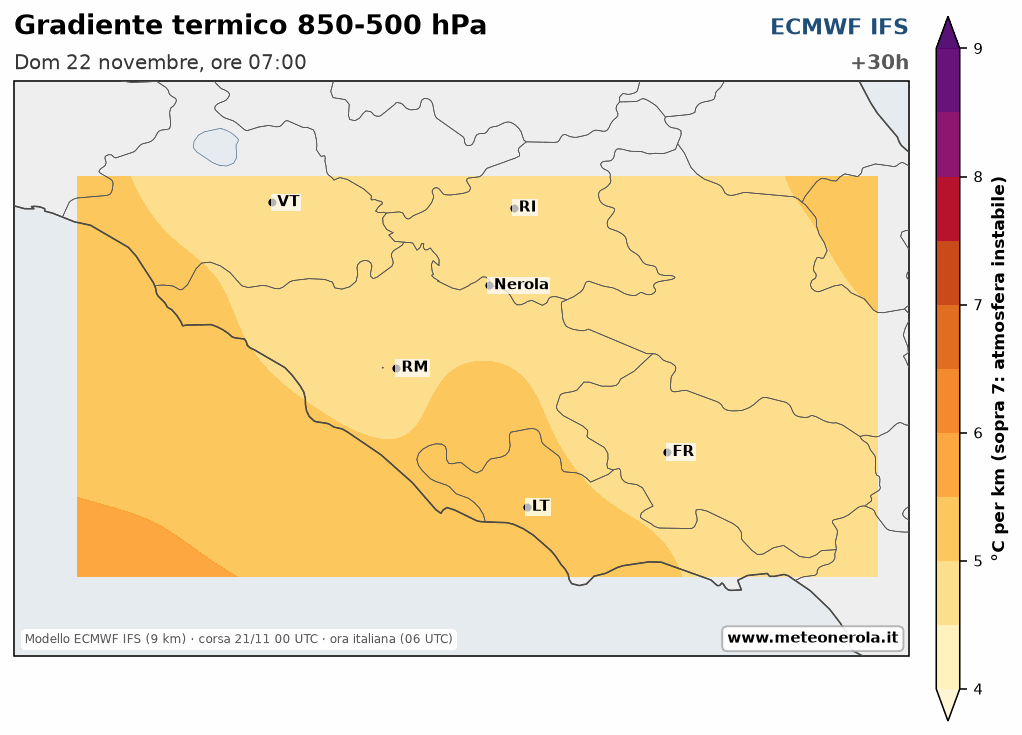 Gradiente termico 850-500 hPa
ECMWF IFS
Dom 22 novembre, ore 07:00
+30h
VT
RI
Nerola
RM
FR
LT
9
8
7
6
5
4
°C per km (sopra 7: atmosfera instabile)
Modello ECMWF IFS (9 km) · corsa 21/11 00 UTC · ora italiana (06 UTC)
www.meteonerola.it